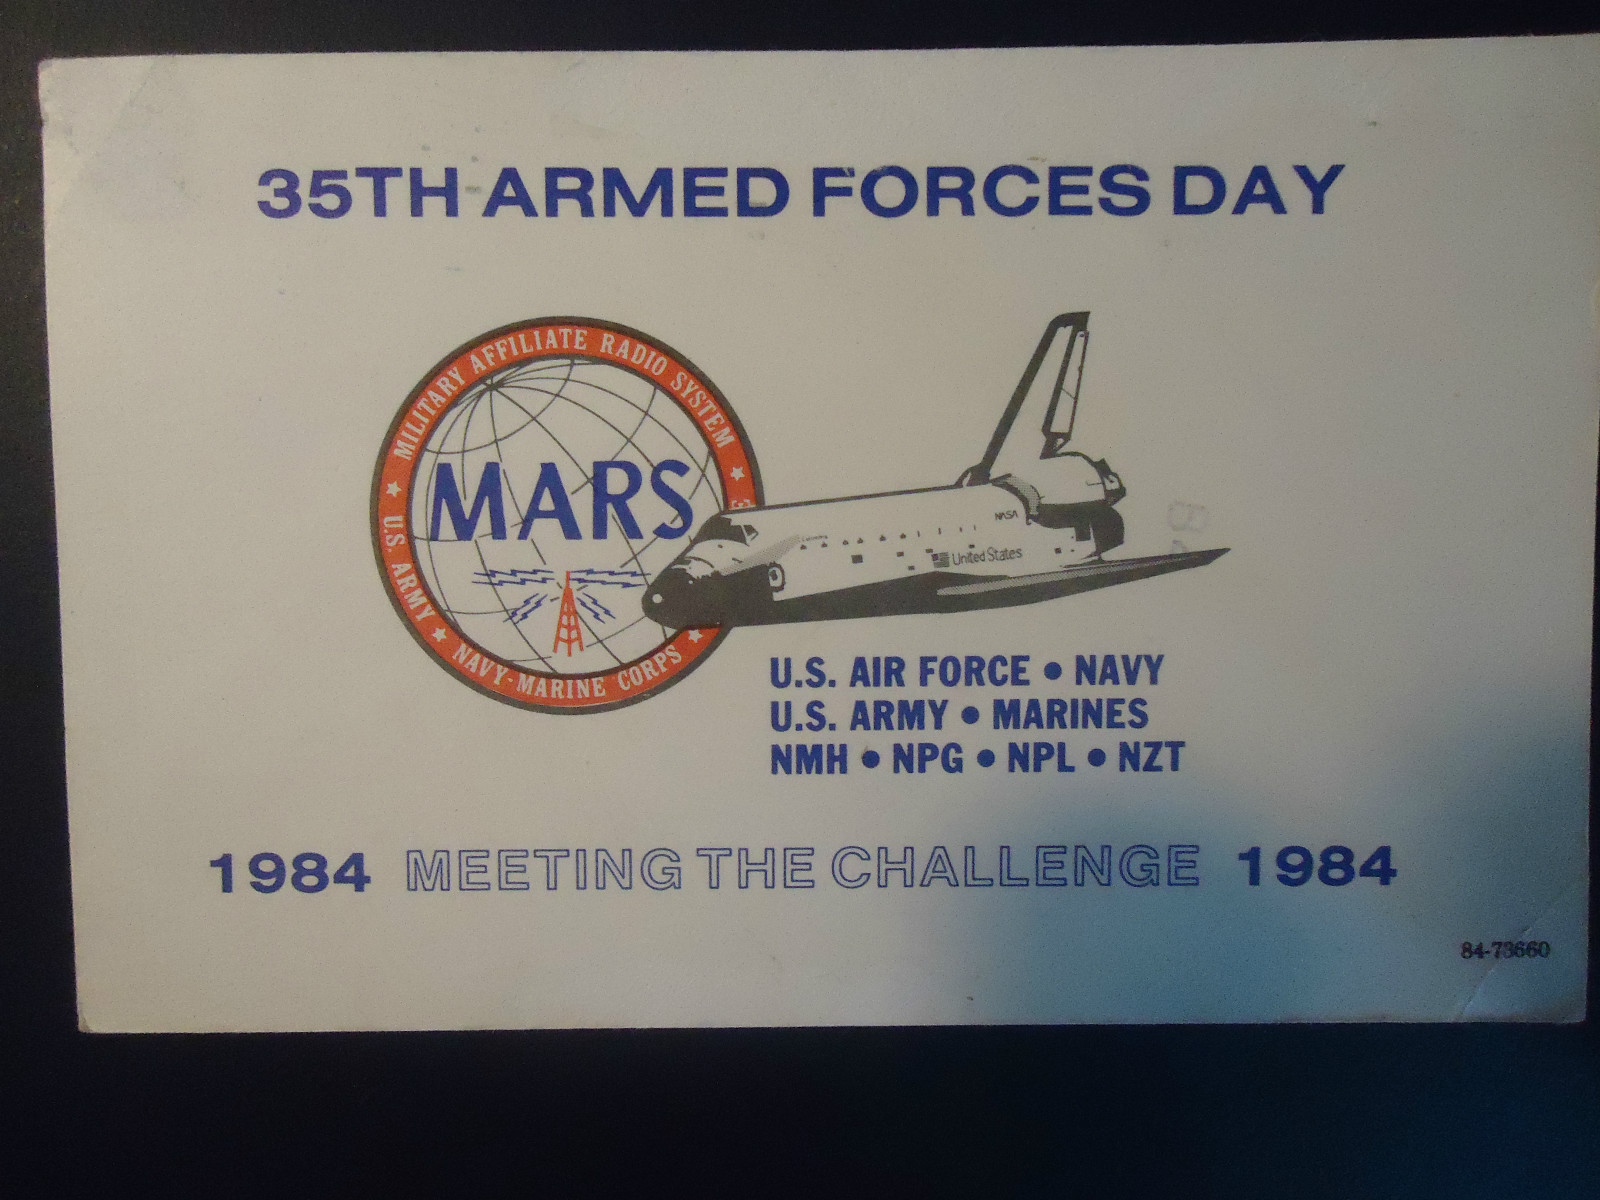 35TH ARMED FORCES DAY
MILITARY AFFILIATE RADIO SYSTEM
MARS
U.S. ARMY
NAVY-MARINE CORPS
NASA
United States
U.S. AIR FORCE • NAVY
U.S. ARMY • MARINES
NMH • NPG • NPL • NZT
1984 MEETING THE CHALLENGE 1984
84-73660